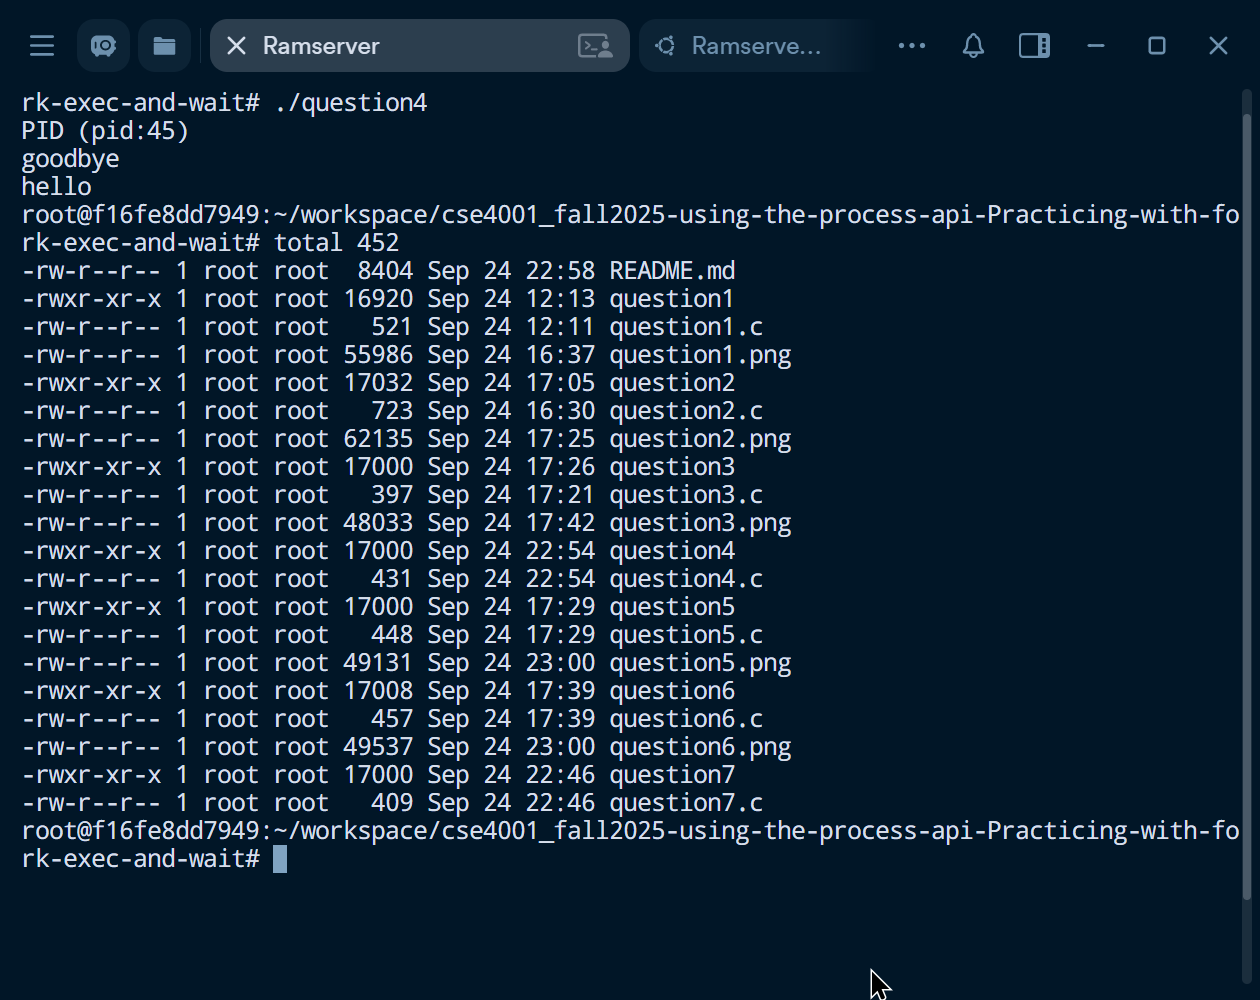 Ramserver
Ramserve...
rk-exec-and-wait# ./question4
PID (pid:45)
goodbye
hello
root@f16fe8dd7949:~/workspace/cse4001_fall2025-using-the-process-api-Practicing-with-fo
rk-exec-and-wait# total 452
-rw-r--r-- 1 root root  8404 Sep 24 22:58 README.md
-rwxr-xr-x 1 root root 16920 Sep 24 12:13 question1
-rw-r--r-- 1 root root   521 Sep 24 12:11 question1.c
-rw-r--r-- 1 root root 55986 Sep 24 16:37 question1.png
-rwxr-xr-x 1 root root 17032 Sep 24 17:05 question2
-rw-r--r-- 1 root root   723 Sep 24 16:30 question2.c
-rw-r--r-- 1 root root 62135 Sep 24 17:25 question2.png
-rwxr-xr-x 1 root root 17000 Sep 24 17:26 question3
-rw-r--r-- 1 root root   397 Sep 24 17:21 question3.c
-rw-r--r-- 1 root root 48033 Sep 24 17:42 question3.png
-rwxr-xr-x 1 root root 17000 Sep 24 22:54 question4
-rw-r--r-- 1 root root   431 Sep 24 22:54 question4.c
-rwxr-xr-x 1 root root 17000 Sep 24 17:29 question5
-rw-r--r-- 1 root root   448 Sep 24 17:29 question5.c
-rw-r--r-- 1 root root 49131 Sep 24 23:00 question5.png
-rwxr-xr-x 1 root root 17008 Sep 24 17:39 question6
-rw-r--r-- 1 root root   457 Sep 24 17:39 question6.c
-rw-r--r-- 1 root root 49537 Sep 24 23:00 question6.png
-rwxr-xr-x 1 root root 17000 Sep 24 22:46 question7
-rw-r--r-- 1 root root   409 Sep 24 22:46 question7.c
root@f16fe8dd7949:~/workspace/cse4001_fall2025-using-the-process-api-Practicing-with-fo
rk-exec-and-wait#